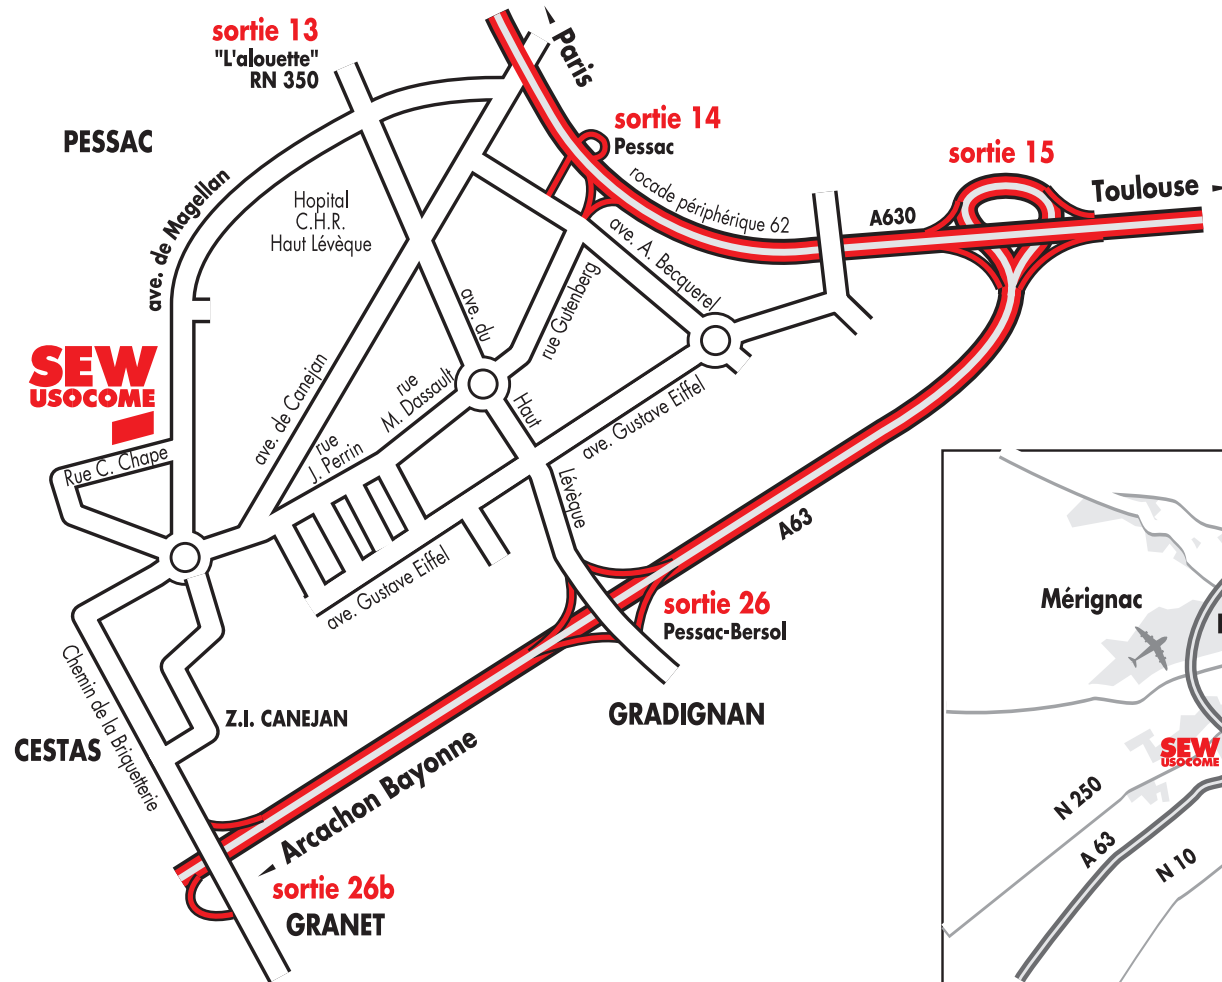 sortie 13
"L'alouette"
RN 350
Paris
PESSAC
sortie 14
Pessac
sortie 15
Toulouse
rocade périphérique 62
A630
ave. de Magellan
Hopital
C.H.R.
Haut Lévèque
ave. A. Becquerel
ave. du
rue Gutenberg
SEW
USOCOME
ave. de Canejan
rue
M. Dassault
Haut
ave. Gustave Eiffel
rue
J. Perrin
Rue C. Chape
Lévèque
A63
ave. Gustave Eiffel
sortie 26
Pessac-Bersol
Mérignac
Chemin de la Briquetterie
Z.I. CANEJAN
GRADIGNAN
CESTAS
SEW
USOCOME
Arcachon Bayonne
N 250
A 63
N 10
sortie 26b
GRANET